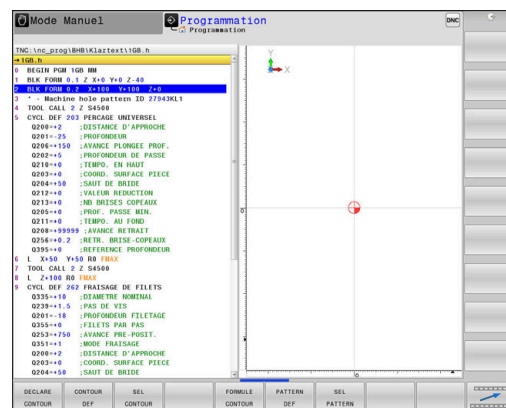 Mode Manuel
Programmation
Programmation
DNC
TNC:\nc_prog\BHB\Klartext\1GB.h
→1GB.h
0 BEGIN PGM 1GB MM
1 BLK FORM 0.1 Z X+0 Y+0 Z-40
2 BLK FORM 0.2 X+100 Y+100 Z+0
3 * - Machine hole pattern ID 27943KL1
4 TOOL CALL 2 Z S4500
5 CYCL DEF 203 PERCAGE UNIVERSEL
Q200=+2 ;DISTANCE D'APPROCHE
Q201=-25 ;PROFONDEUR
Q206=+150 ;AVANCE PLONGEE PROF.
Q202=+5 ;PROFONDEUR DE PASSE
Q210=+0 ;TEMPO. EN HAUT
Q203=+0 ;COORD. SURFACE PIECE
Q204=+50 ;SAUT DE BRIDE
Q212=+0 ;VALEUR REDUCTION
Q213=+0 ;NB BRISES COPEAUX
Q205=+0 ;PROF. PASSE MIN.
Q211=+0 ;TEMPO. AU FOND
Q208=+99999 ;AVANCE RETRAIT
Q256=+0.2 ;RETR. BRISE-COPEAUX
Q395=+0 ;REFERENCE PROFONDEUR
6 L X+50 Y+50 R0 FMAX
7 TOOL CALL 2 Z S4500
8 L Z+100 R0 FMAX
9 CYCL DEF 262 FRAISAGE DE FILETS
Q335=+10 ;DIAMETRE NOMINAL
Q239=+1.5 ;PAS DE VIS
Q201=-18 ;PROFONDEUR FILETAGE
Q355=+0 ;FILETS PAR PAS
Q253=+750 ;AVANCE PRE-POSIT.
Q351=+1 ;MODE FRAISAGE
Q200=+2 ;DISTANCE D'APPROCHE
Q203=+0 ;COORD. SURFACE PIECE
Q204=+50 ;SAUT DE BRIDE
Y
X
0
0
DECLARE CONTOUR
CONTOUR DEF
SEL CONTOUR
FORMULE CONTOUR
PATTERN DEF
SEL PATTERN